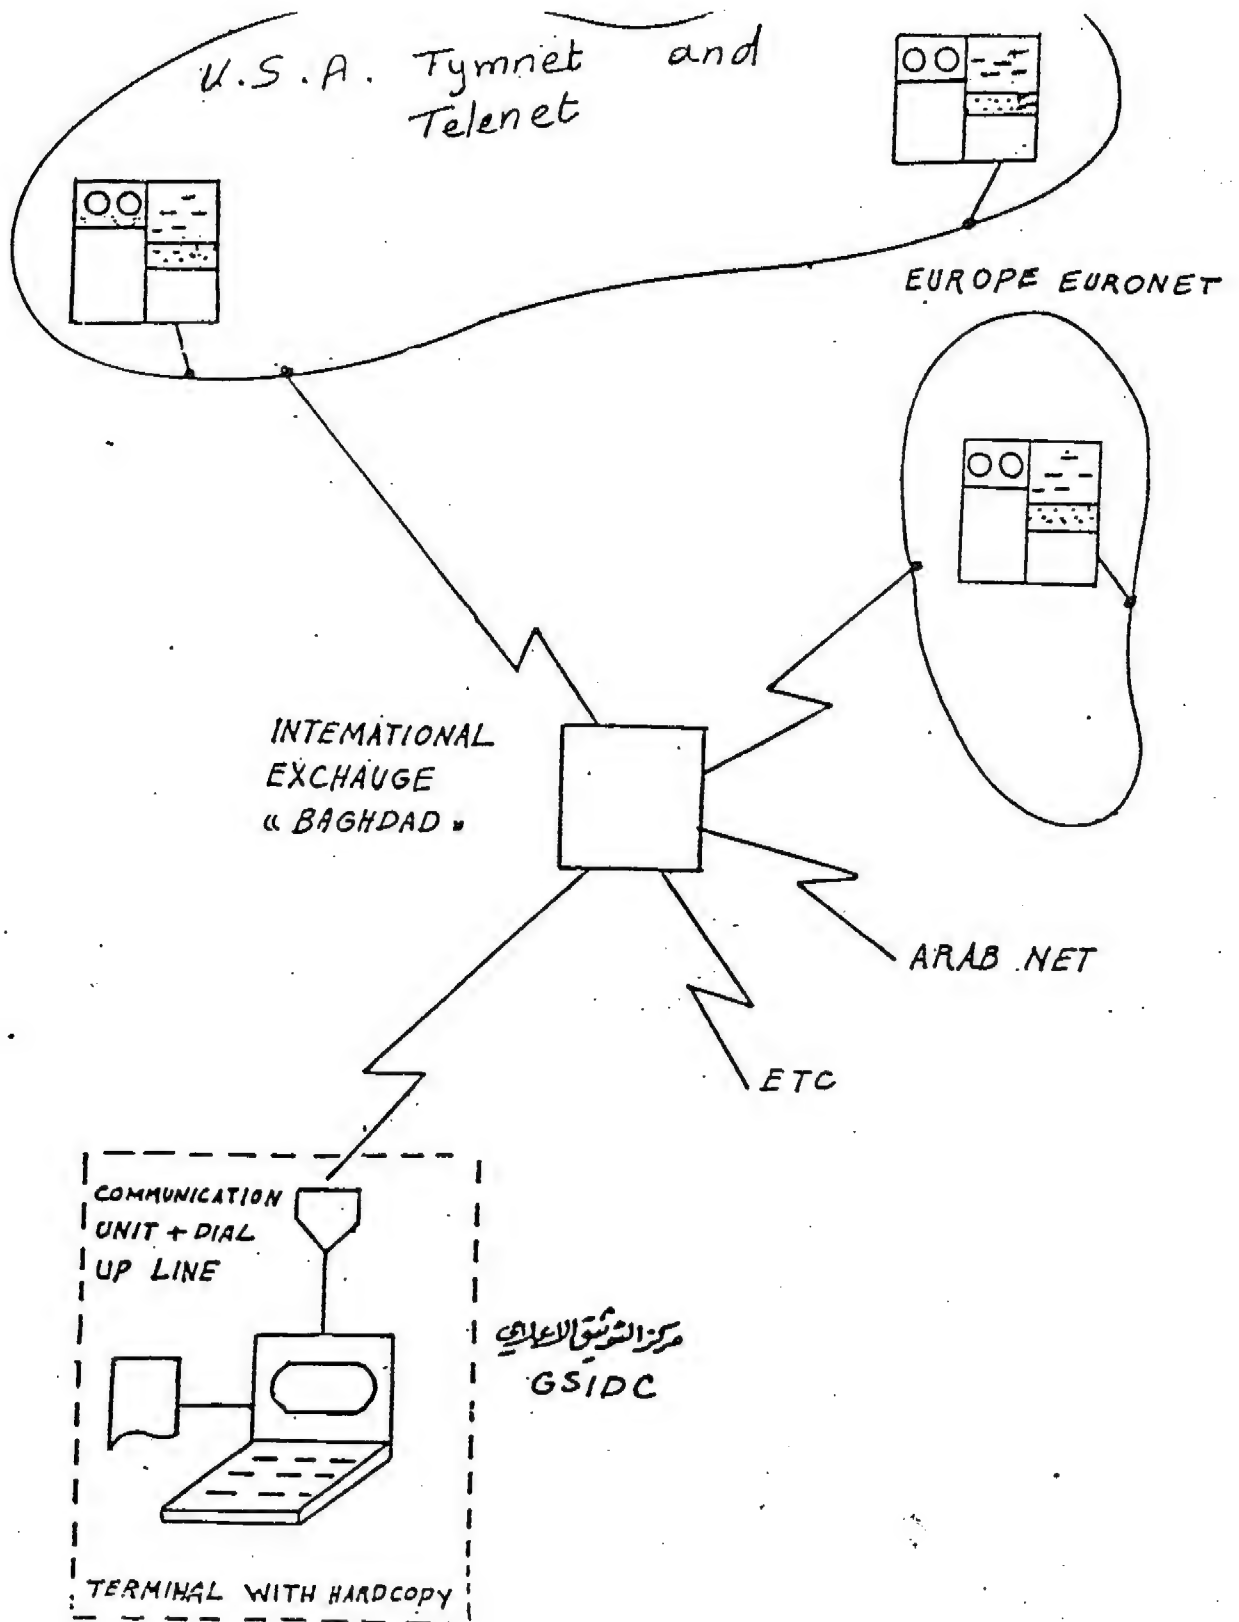 U.S.A. Tymnet and
Telenet
EUROPE EURONET
INTEMATIONAL
EXCHAUGE
« BAGHDAD »
ARAB .NET
ETC
COMMUNICATION
UNIT + DIAL
UP LINE
مركز التوثيق الاعلامي
GSIDC
TERMINAL WITH HARDCOPY